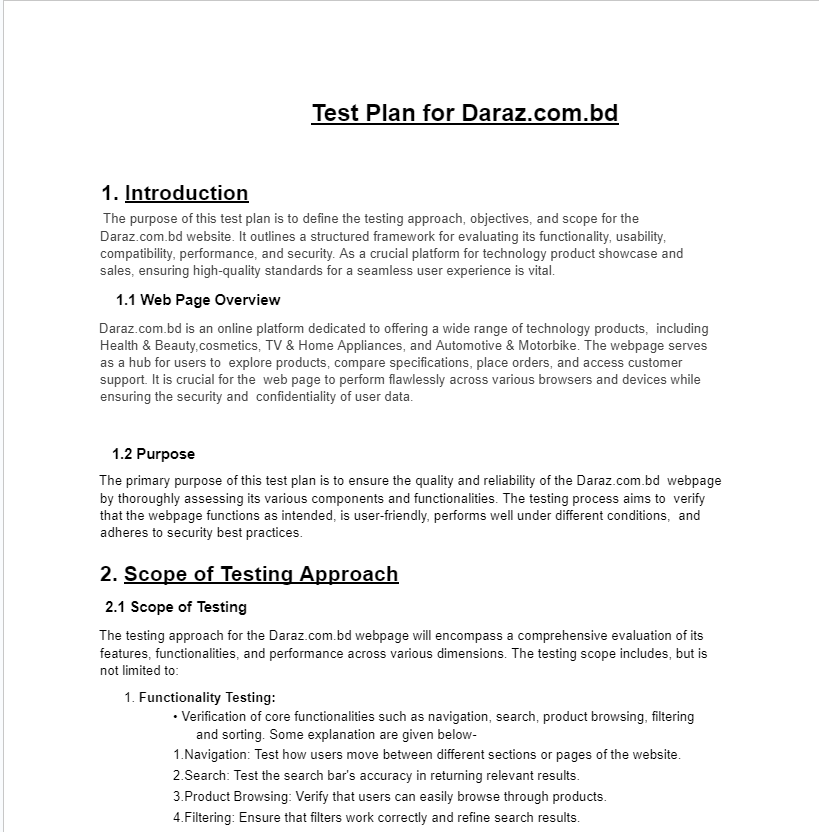 Test Plan for Daraz.com.bd
1. Introduction
The purpose of this test plan is to define the testing approach, objectives, and scope for the
Daraz.com.bd website. It outlines a structured framework for evaluating its functionality, usability,
compatibility, performance, and security. As a crucial platform for technology product showcase and
sales, ensuring high-quality standards for a seamless user experience is vital.
1.1 Web Page Overview
Daraz.com.bd is an online platform dedicated to offering a wide range of technology products, including
Health & Beauty,cosmetics, TV & Home Appliances, and Automotive & Motorbike. The webpage serves
as a hub for users to explore products, compare specifications, place orders, and access customer
support. It is crucial for the web page to perform flawlessly across various browsers and devices while
ensuring the security and confidentiality of user data.
1.2 Purpose
The primary purpose of this test plan is to ensure the quality and reliability of the Daraz.com.bd webpage
by thoroughly assessing its various components and functionalities. The testing process aims to verify
that the webpage functions as intended, is user-friendly, performs well under different conditions, and
adheres to security best practices.
2. Scope of Testing Approach
2.1 Scope of Testing
The testing approach for the Daraz.com.bd webpage will encompass a comprehensive evaluation of its
features, functionalities, and performance across various dimensions. The testing scope includes, but is
not limited to:
1. Functionality Testing:
• Verification of core functionalities such as navigation, search, product browsing, filtering
and sorting. Some explanation are given below-
1.Navigation: Test how users move between different sections or pages of the website.
2.Search: Test the search bar's accuracy in returning relevant results.
3.Product Browsing: Verify that users can easily browse through products.
4.Filtering: Ensure that filters work correctly and refine search results.